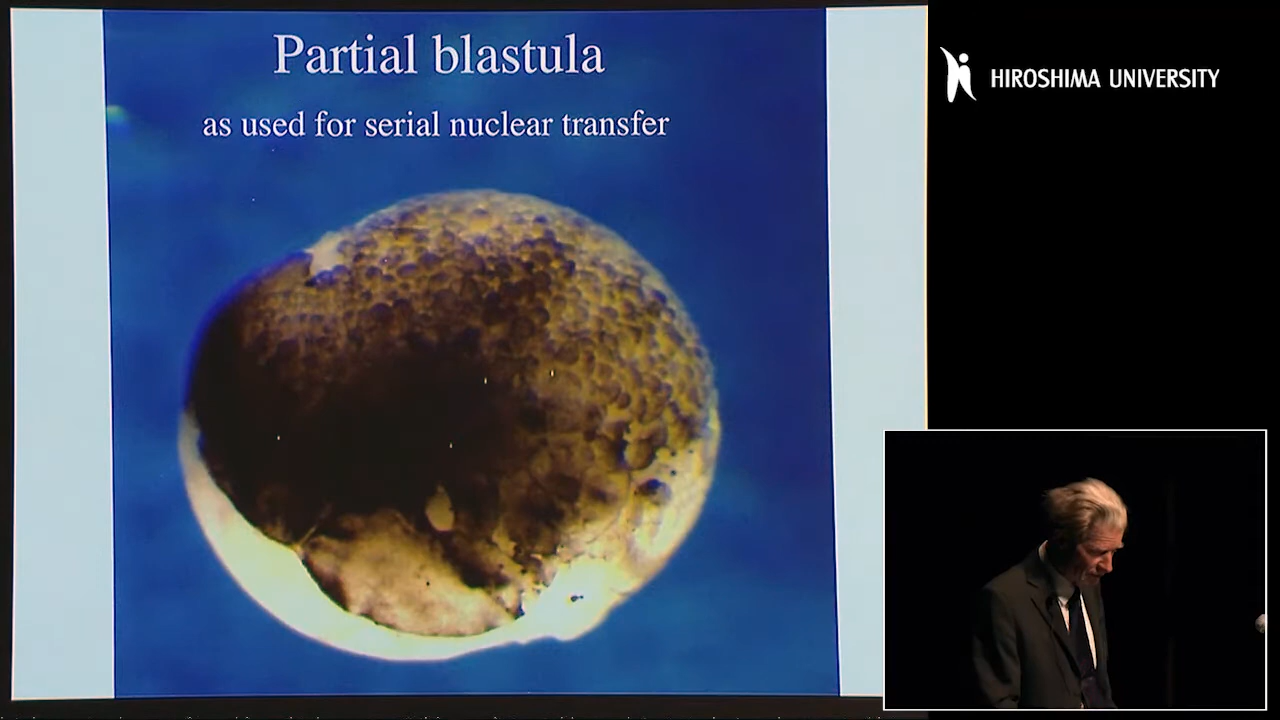 Partial blastula
as used for serial nuclear transfer
HIROSHIMA UNIVERSITY